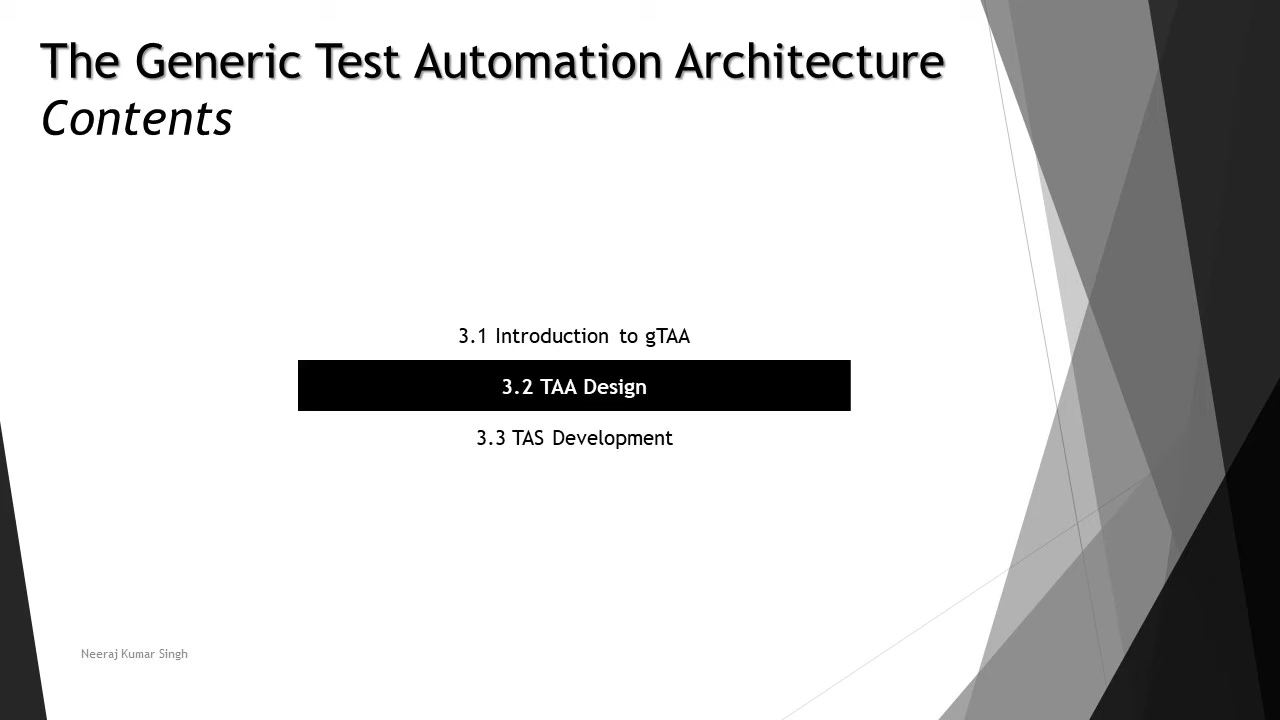 The Generic Test Automation Architecture
Contents
3.1 Introduction to gTAA
3.2 TAA Design
3.3 TAS Development
Neeraj Kumar Singh